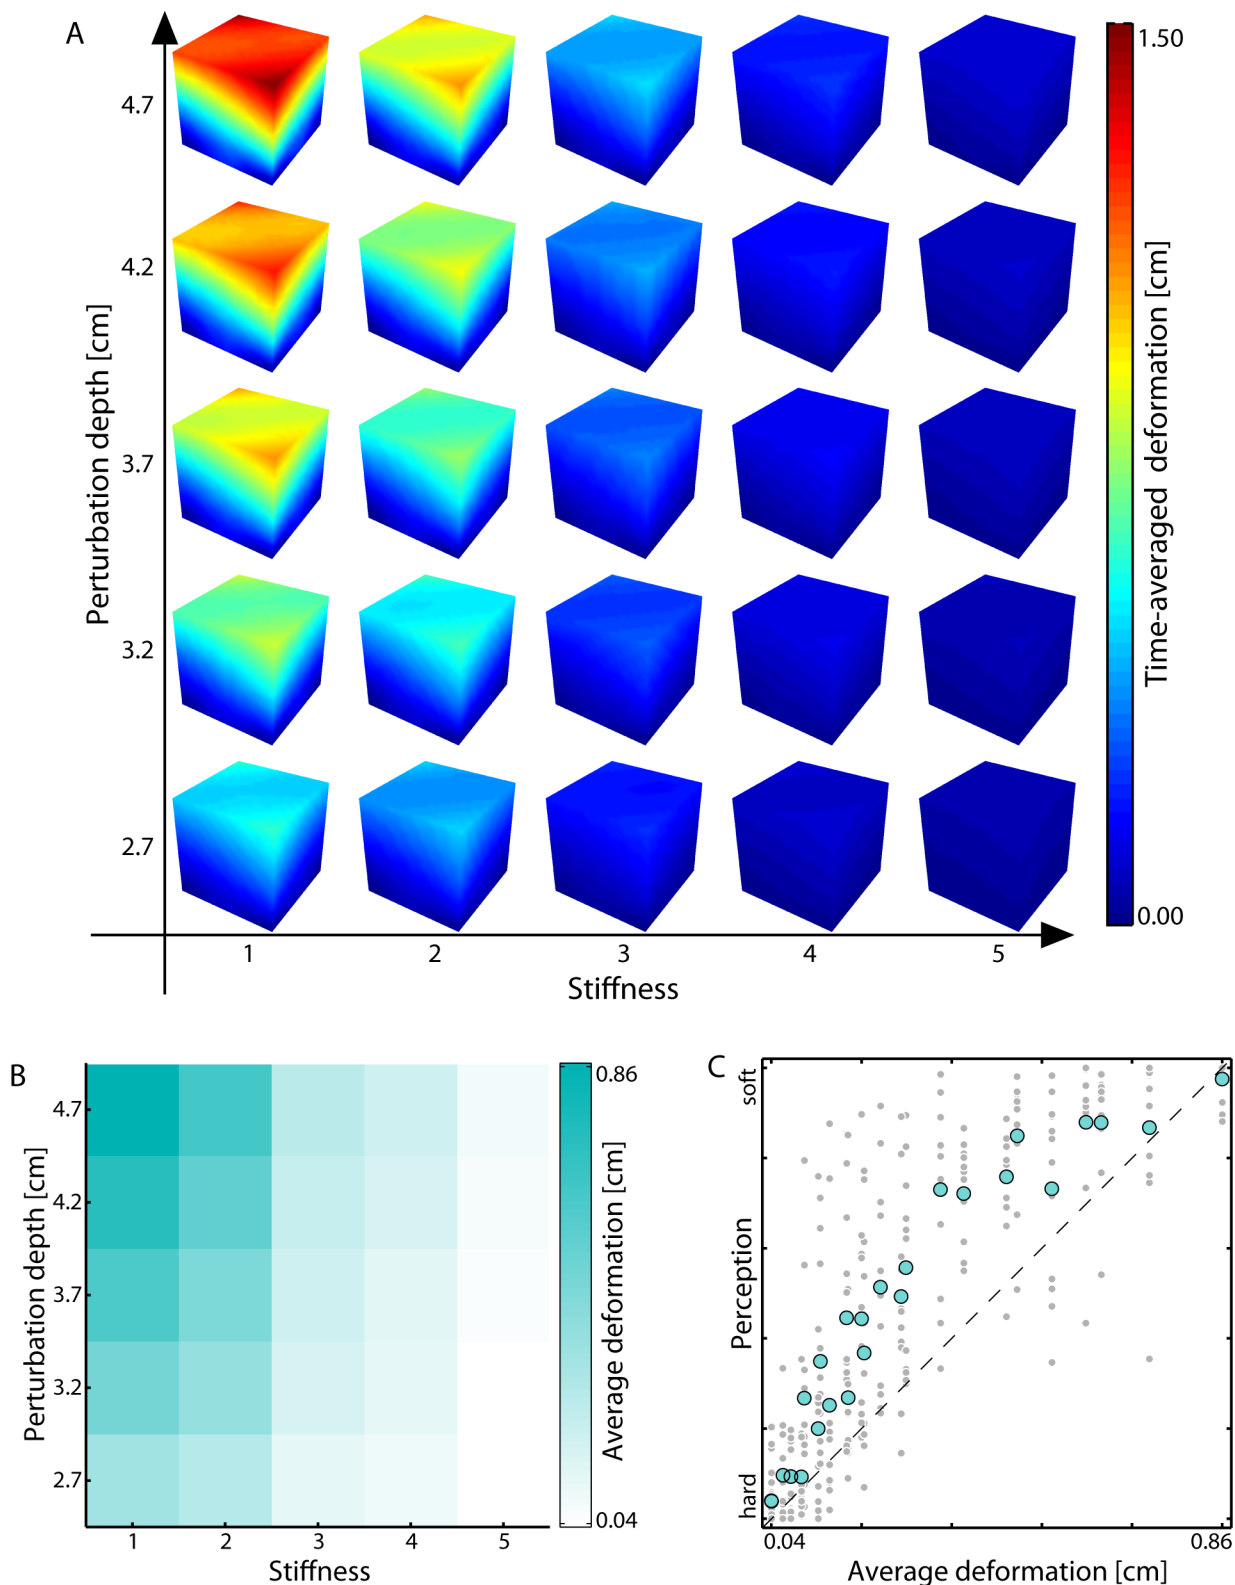 A
4.7
4.2
3.7
3.2
2.7
Perturbation depth [cm]
1 2 3 4 5
Stiffness
1.50
0.00
Time-averaged deformation [cm]
B
4.7
4.2
3.7
3.2
2.7
Perturbation depth [cm]
1 2 3 4 5
Stiffness
0.86
0.04
Average deformation [cm]
C
soft
Perception
hard
0.04 0.86
Average deformation [cm]